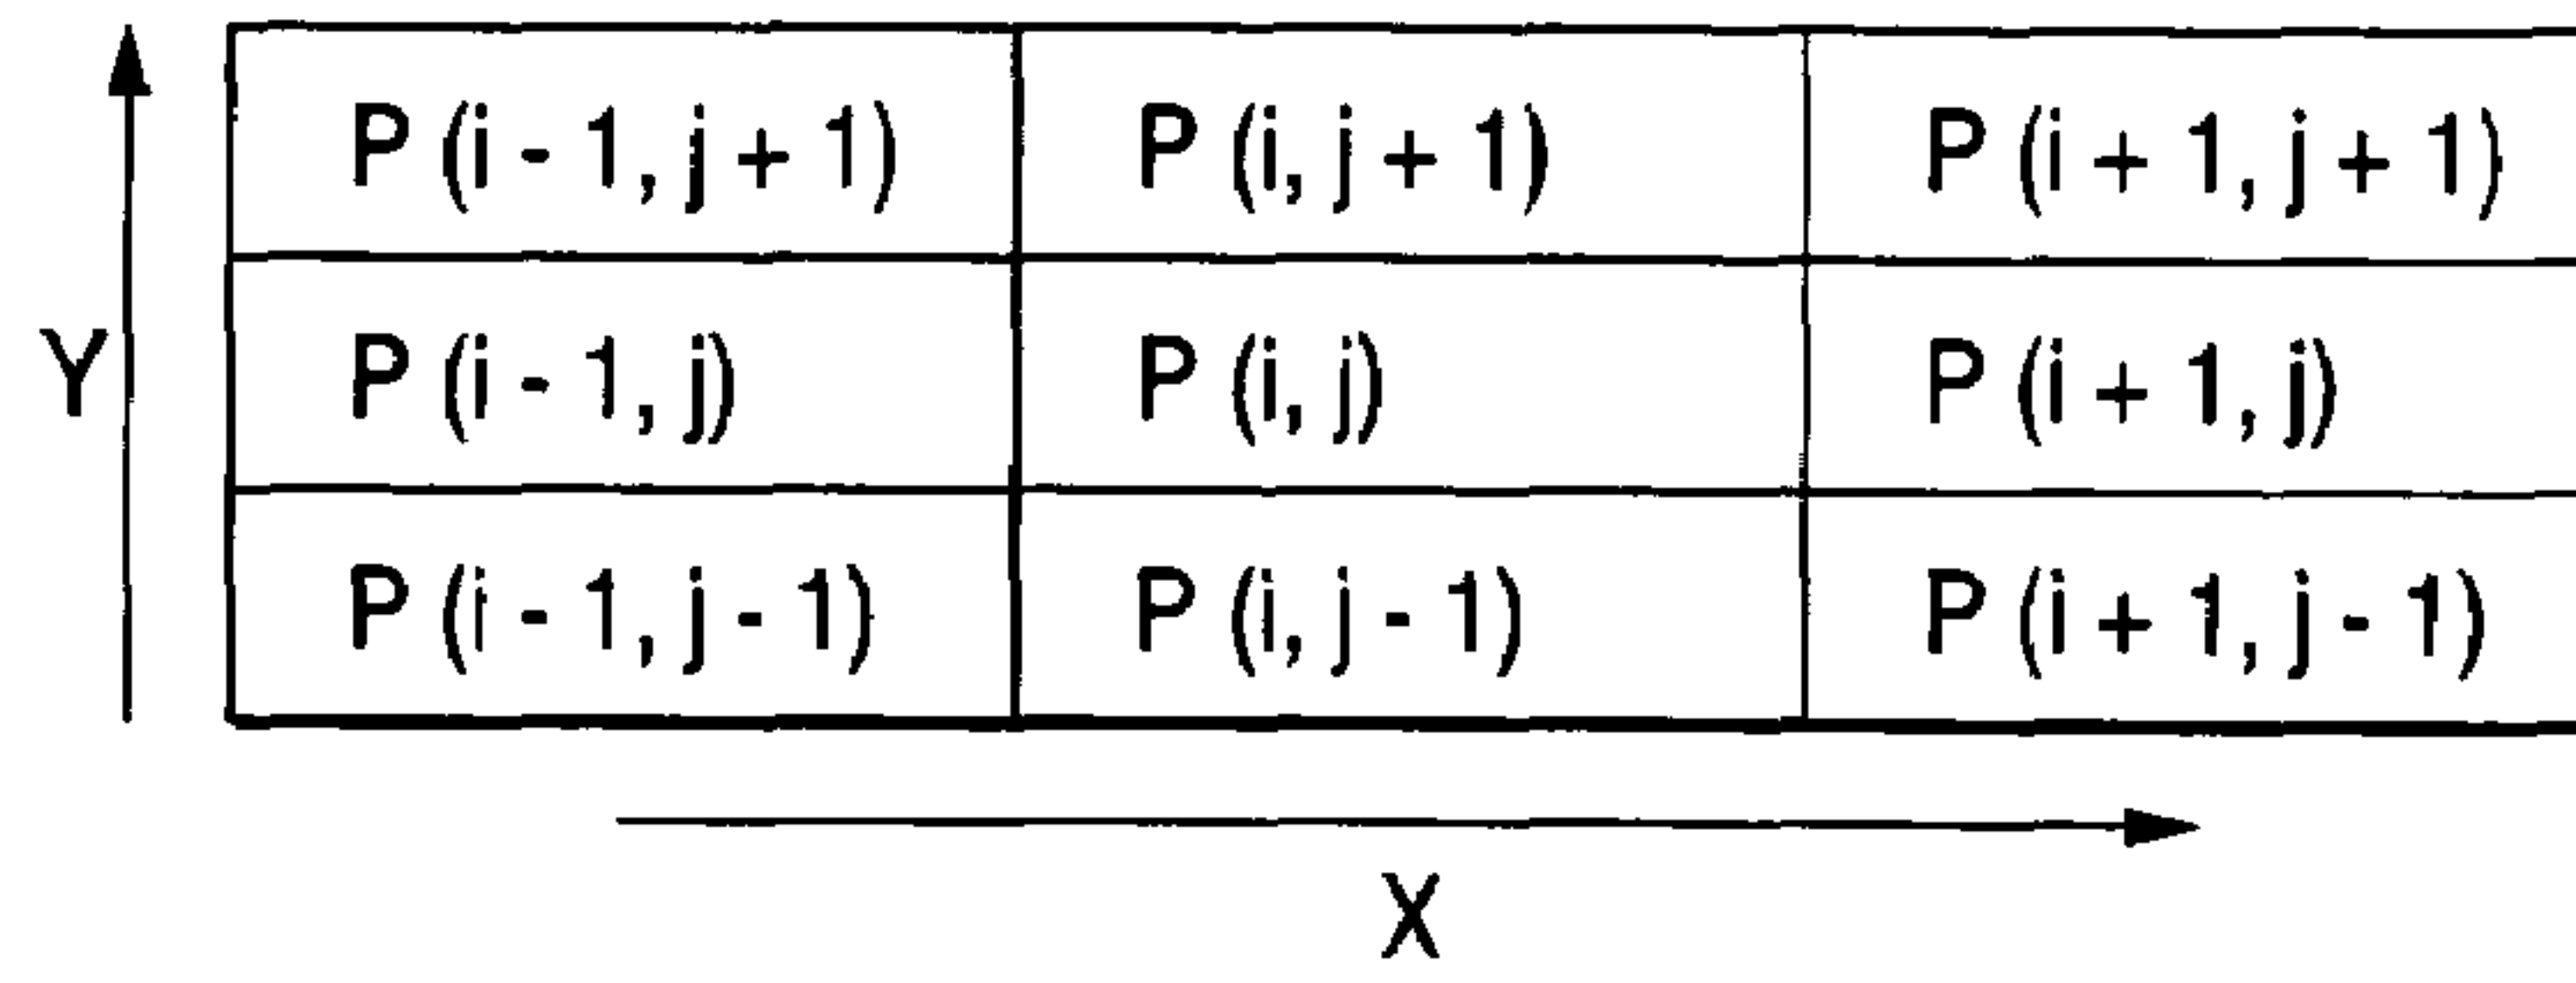 P (i - 1, j + 1) P (i, j + 1) P (i + 1, j + 1)
Y P (i - 1, j) P (i, j) P (i + 1, j)
P (i - 1, j - 1) P (i, j - 1) P (i + 1, j - 1)
X